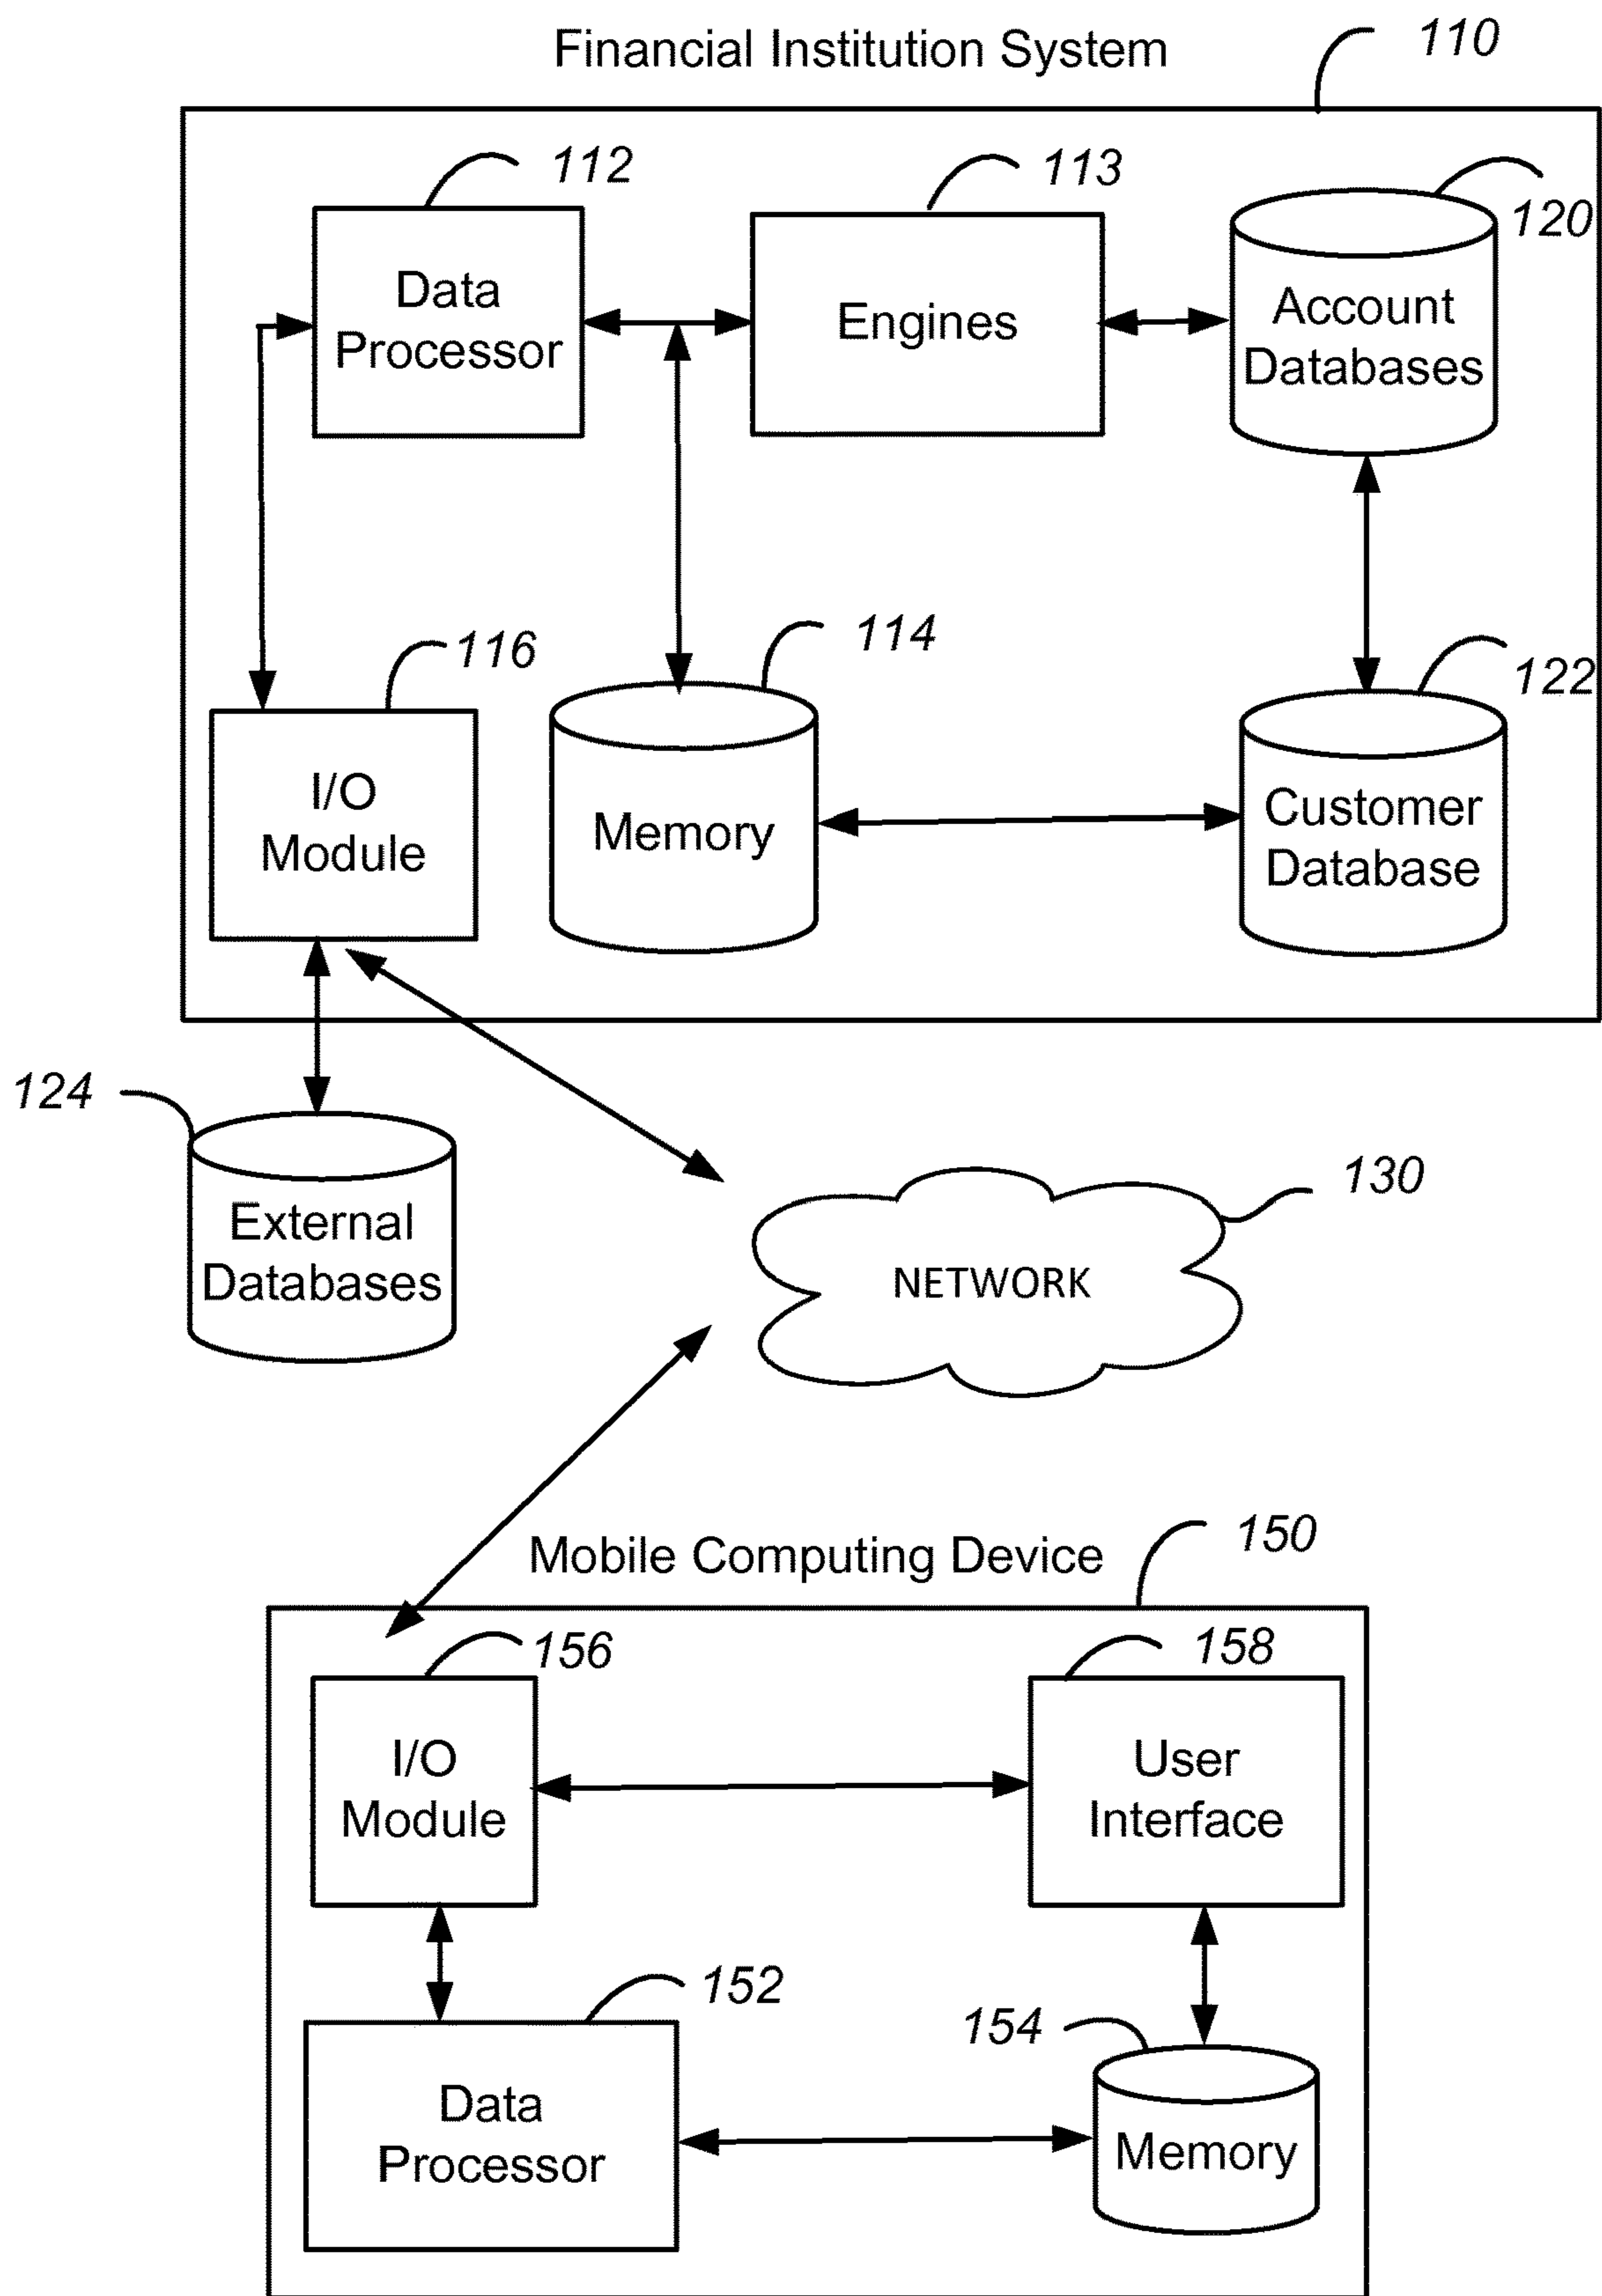 Financial Institution System
110
112
113
120
Data
Processor
Engines
Account
Databases
116
114
122
I/O
Module
Memory
Customer
Database
124
External
Databases
130
NETWORK
Mobile Computing Device
150
156
158
I/O
Module
User
Interface
152
154
Data
Processor
Memory